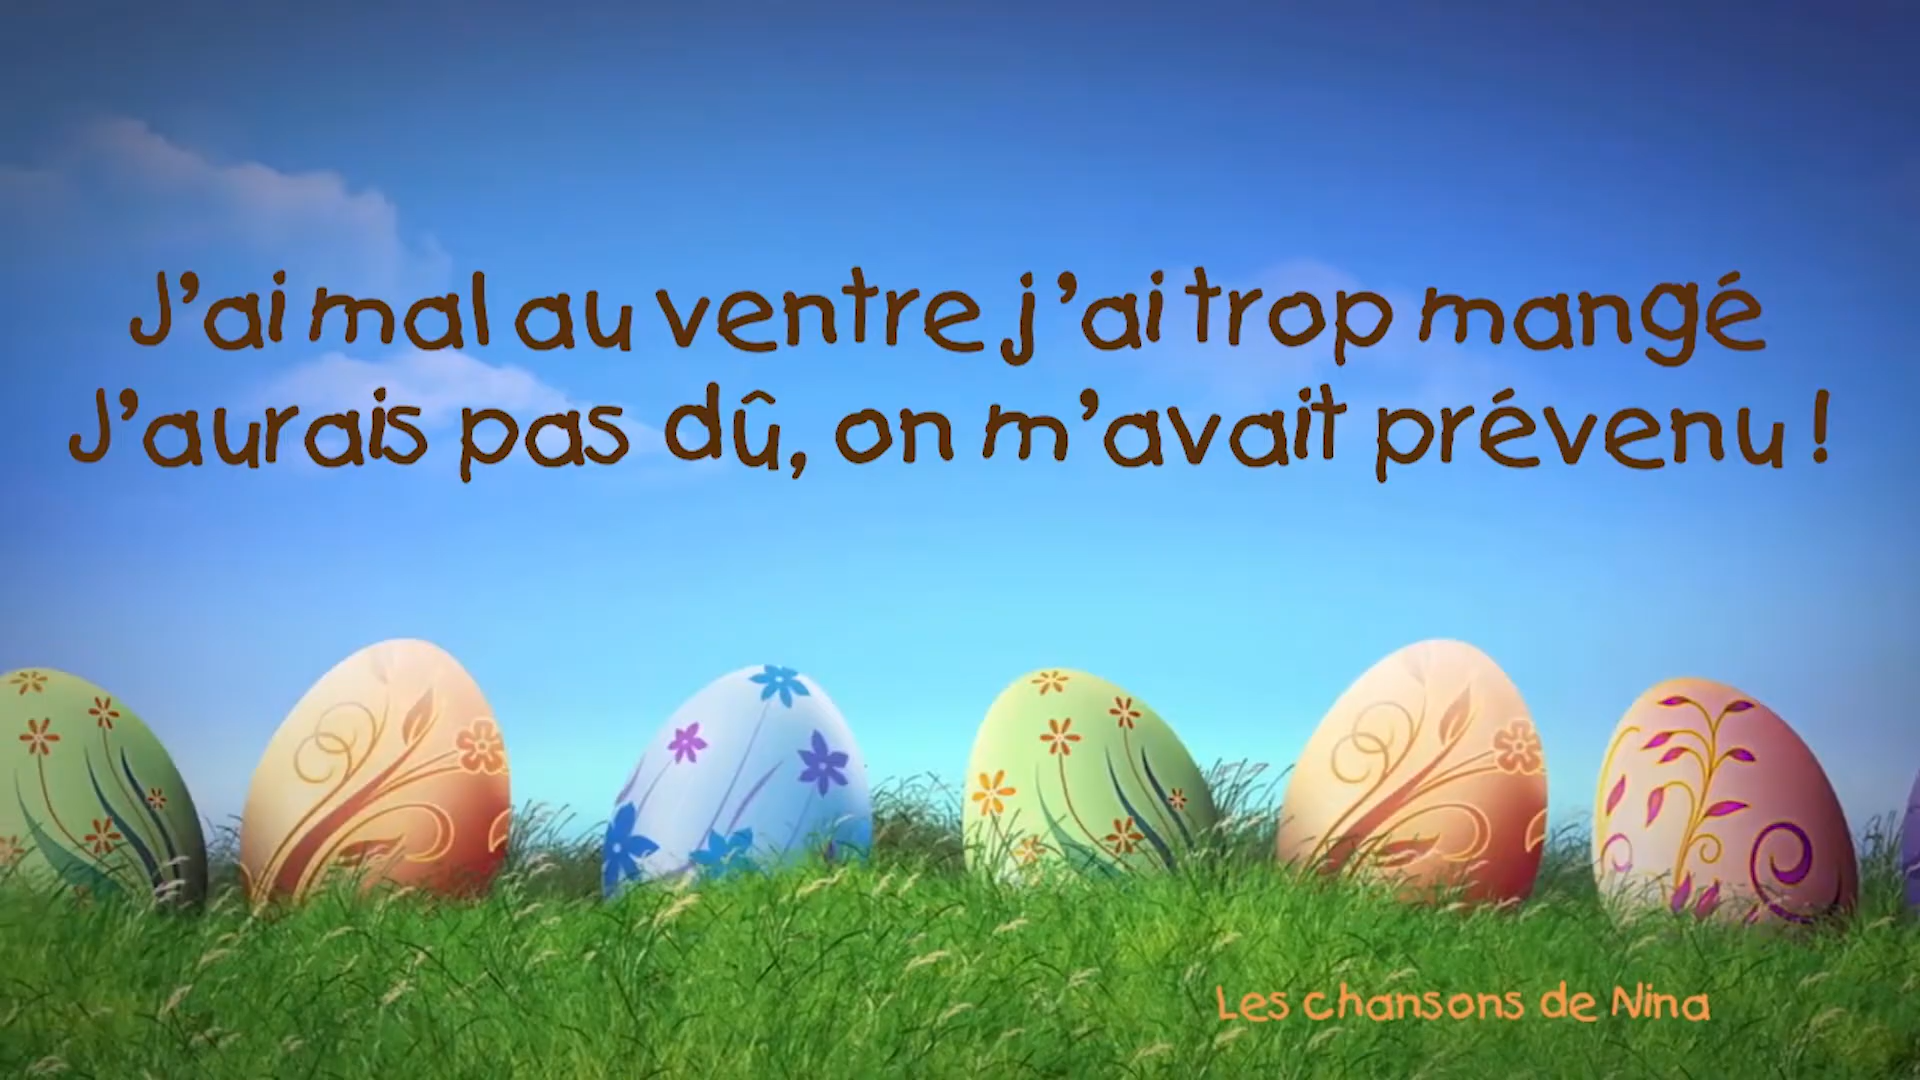 J'ai mal au ventre j'ai trop mangé
J'aurais pas dû, on m'avait prévenu !
Les chansons de Nina